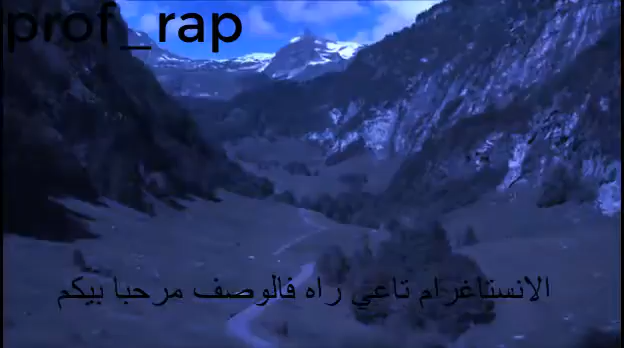 prof_rap
الانستاغرام تاعي راه فالوصف مرحبا بيكم